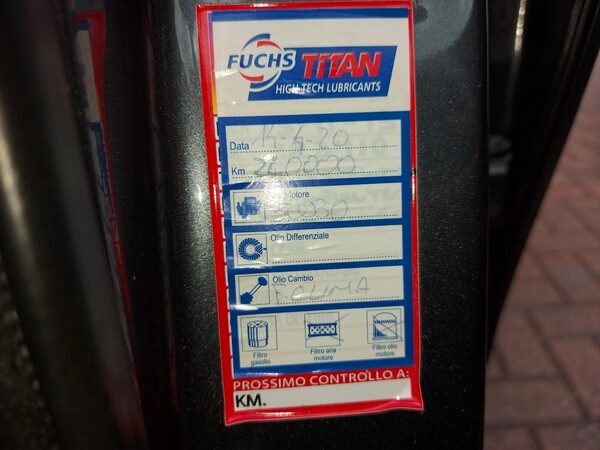 FUCHS TITAN
HIGH TECH LUBRICANTS
Data 14-4-20
Km
Motore
Olio Differenziale
Olio Cambio
Filtro gasolio
Filtro aria motore
Filtro olio motore
PROSSIMO CONTROLLO A:
KM.